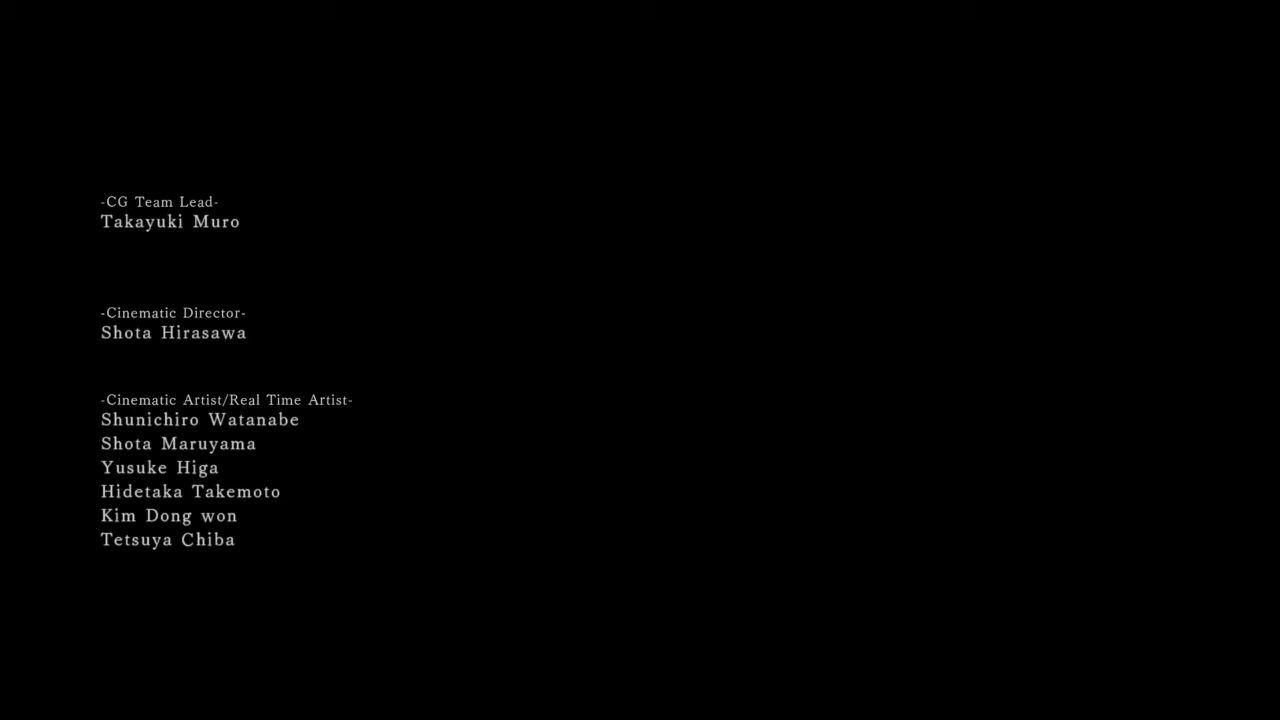 -CG Team Lead-
Takayuki Muro
-Cinematic Director-
Shota Hirasawa
-Cinematic Artist/Real Time Artist-
Shunichiro Watanabe
Shota Maruyama
Yusuke Higa
Hidetaka Takemoto
Kim Dong won
Tetsuya Chiba